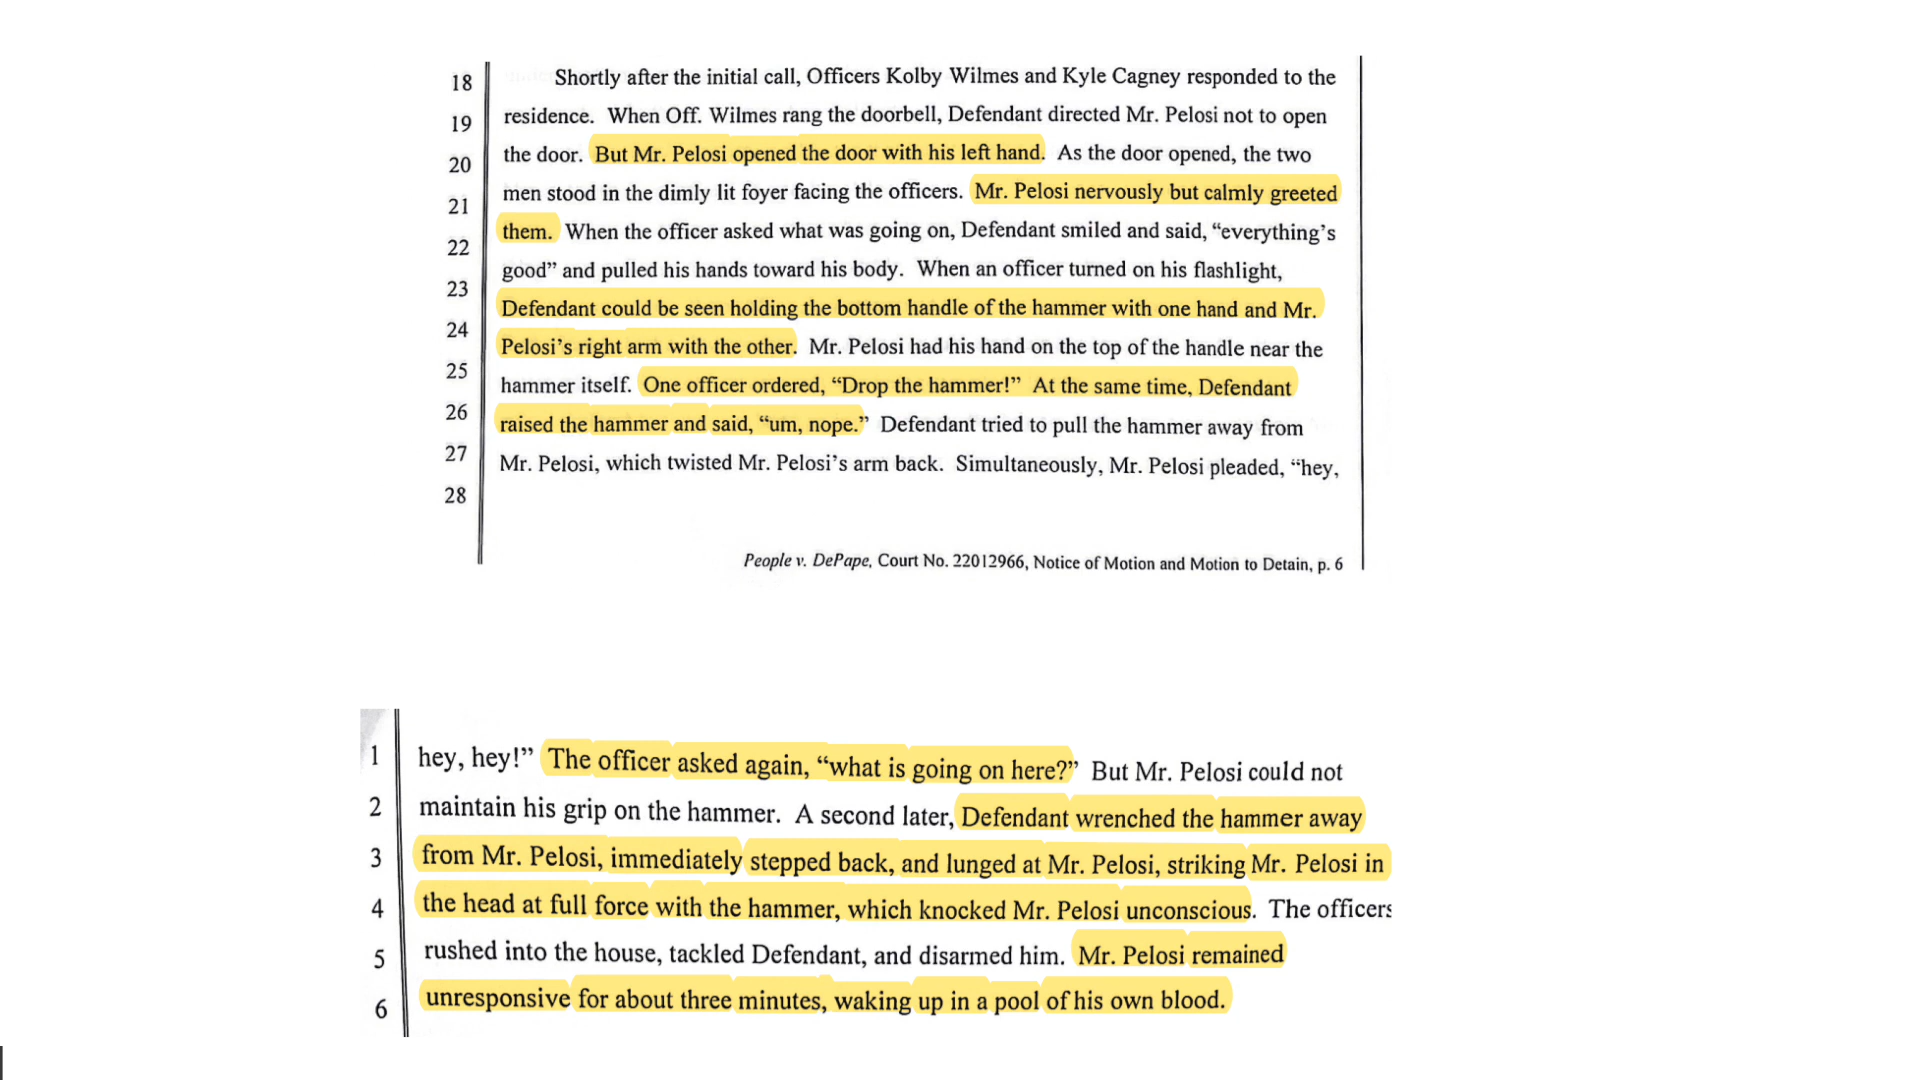 18 Shortly after the initial call, Officers Kolby Wilmes and Kyle Cagney responded to the
19 residence. When Off. Wilmes rang the doorbell, Defendant directed Mr. Pelosi not to open
20 the door. But Mr. Pelosi opened the door with his left hand. As the door opened, the two
21 men stood in the dimly lit foyer facing the officers. Mr. Pelosi nervously but calmly greeted
22 them. When the officer asked what was going on, Defendant smiled and said, “everything’s
23 good” and pulled his hands toward his body. When an officer turned on his flashlight,
24 Defendant could be seen holding the bottom handle of the hammer with one hand and Mr.
25 Pelosi’s right arm with the other. Mr. Pelosi had his hand on the top of the handle near the
26 hammer itself. One officer ordered, “Drop the hammer!” At the same time, Defendant
27 raised the hammer and said, “um, nope.” Defendant tried to pull the hammer away from
28 Mr. Pelosi, which twisted Mr. Pelosi’s arm back. Simultaneously, Mr. Pelosi pleaded, “hey,
People v. DePape, Court No. 22012966, Notice of Motion and Motion to Detain, p. 6
1 hey, hey!” The officer asked again, “what is going on here?” But Mr. Pelosi could not
2 maintain his grip on the hammer. A second later, Defendant wrenched the hammer away
3 from Mr. Pelosi, immediately stepped back, and lunged at Mr. Pelosi, striking Mr. Pelosi in
4 the head at full force with the hammer, which knocked Mr. Pelosi unconscious. The officers
5 rushed into the house, tackled Defendant, and disarmed him. Mr. Pelosi remained
6 unresponsive for about three minutes, waking up in a pool of his own blood.